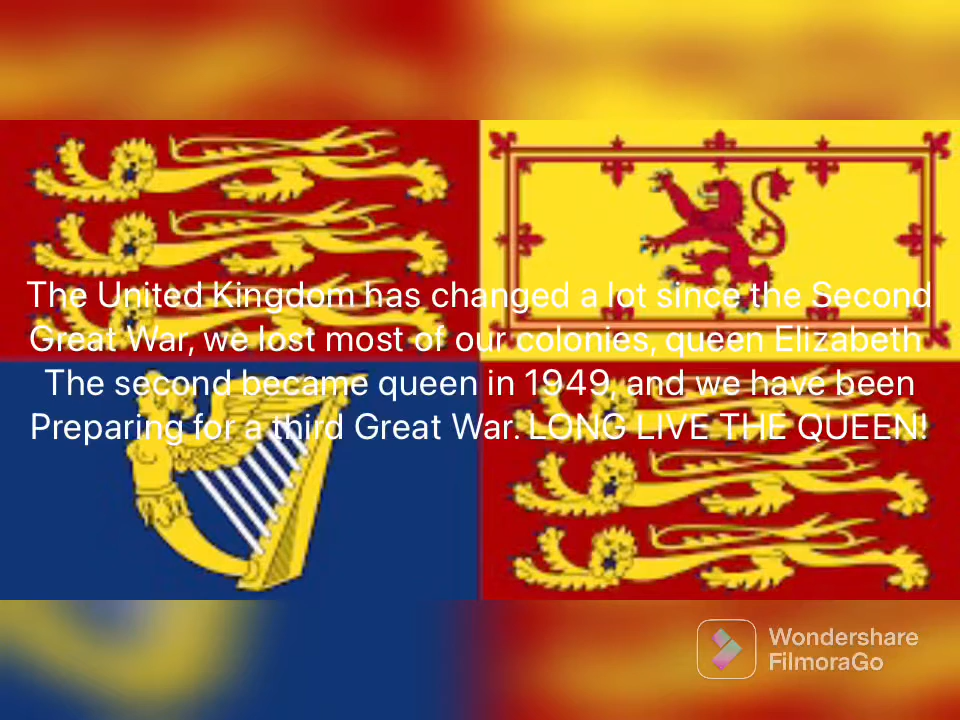 The United Kingdom has changed a lot since the Second
Great War, we lost most of our colonies, queen Elizabeth
The second became queen in 1949, and we have been
Preparing for a third Great War. LONG LIVE THE QUEEN!
Wondershare
FilmoraGo